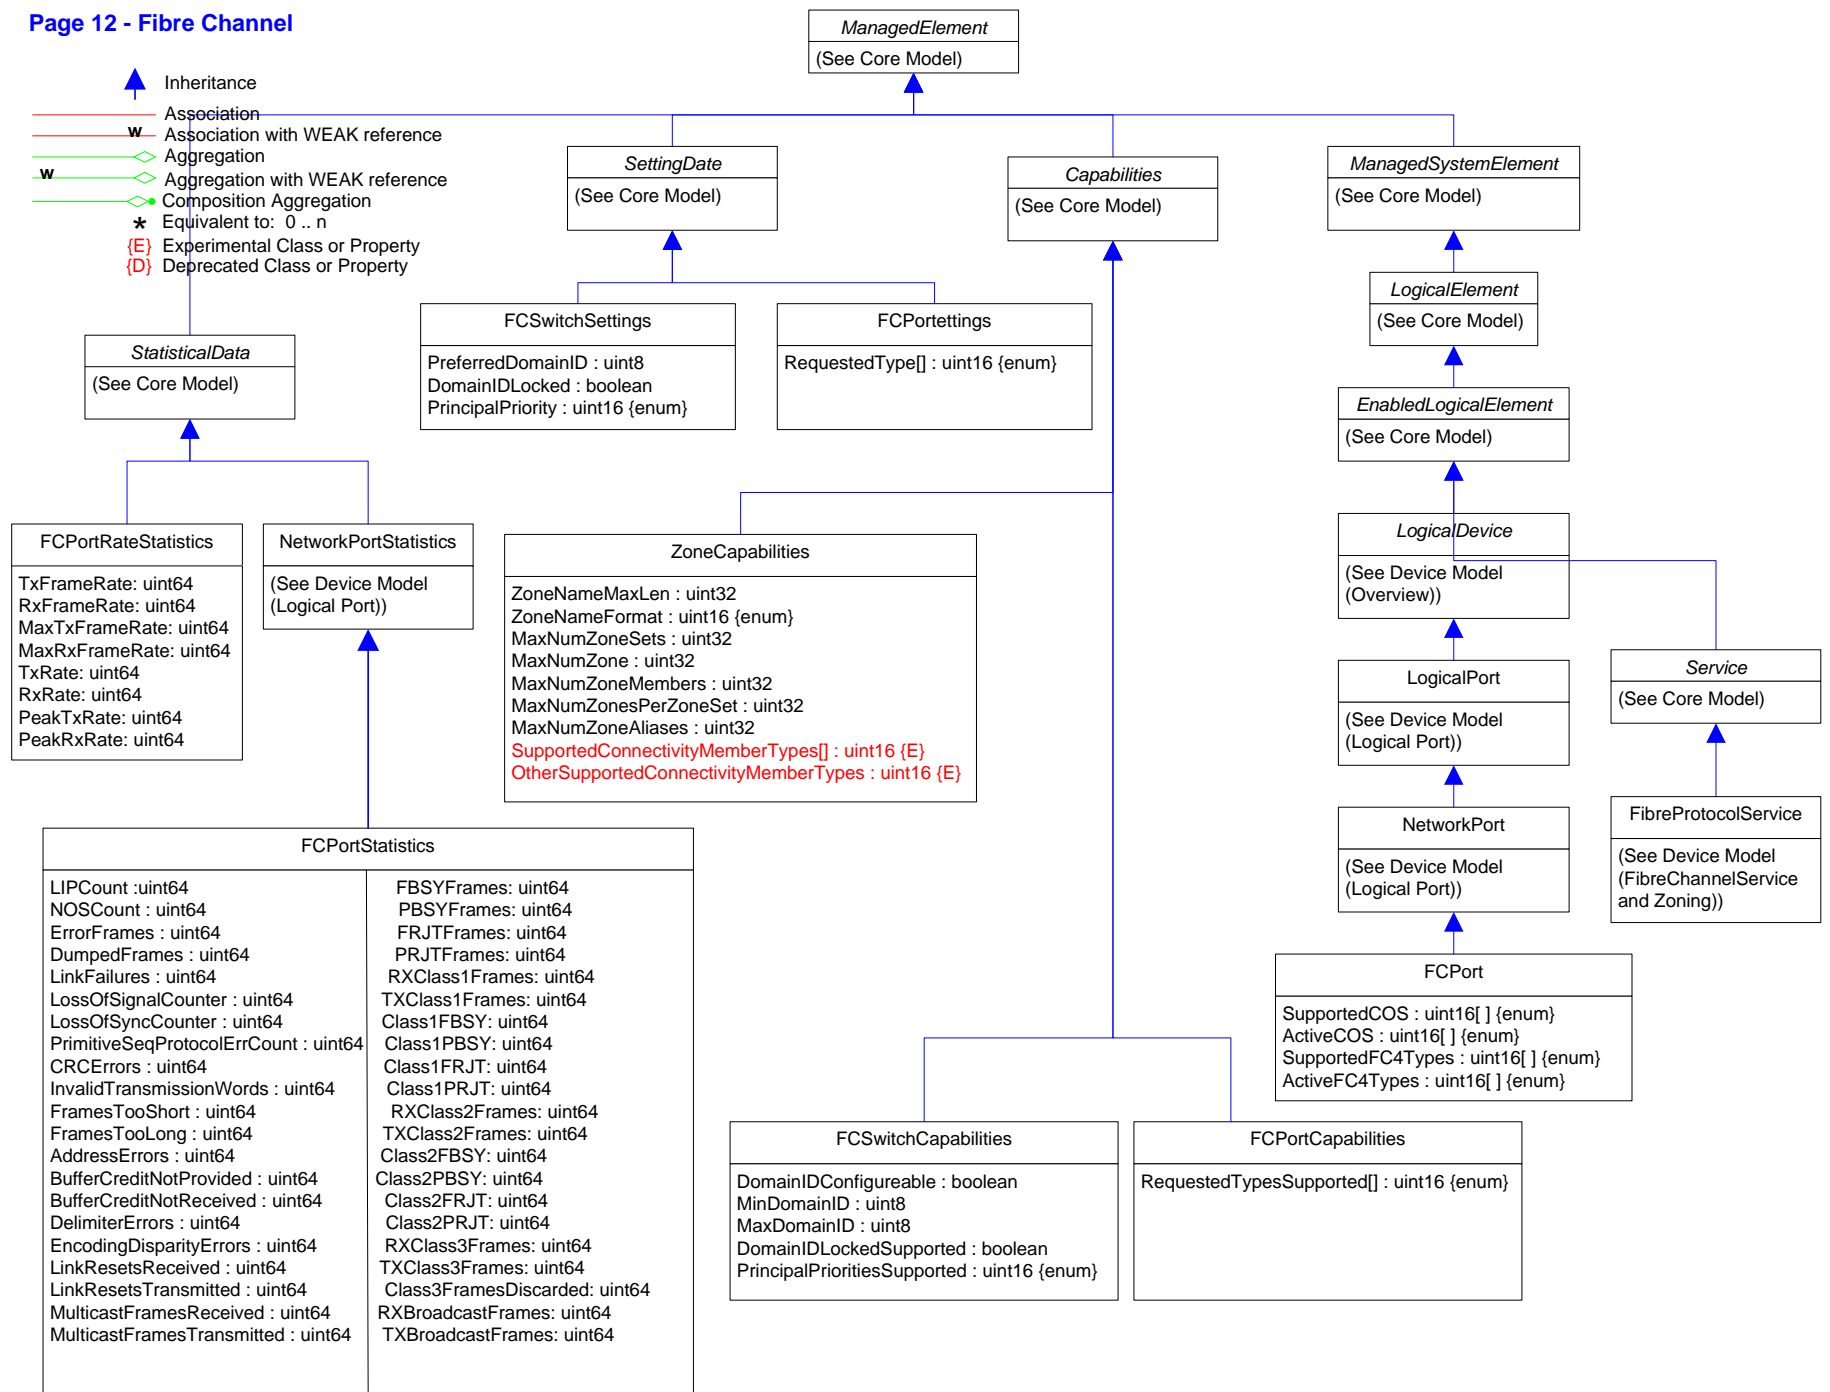 Page 12 - Fibre Channel
Inheritance
Association
w
Association with WEAK reference
Aggregation
w
Aggregation with WEAK reference
Composition Aggregation
* Equivalent to: 0 .. n
{E} Experimental Class or Property
{D} Deprecated Class or Property
ManagedElement
(See Core Model)
SettingDate
(See Core Model)
Capabilities
(See Core Model)
ManagedSystemElement
(See Core Model)
LogicalElement
(See Core Model)
EnabledLogicalElement
(See Core Model)
StatisticalData
(See Core Model)
FCSwitchSettings
PreferredDomainID : uint8
DomainIDLocked : boolean
PrincipalPriority : uint16 {enum}
FCPortettings
RequestedType[] : uint16 {enum}
FCPortRateStatistics
TxFrameRate: uint64
RxFrameRate: uint64
MaxTxFrameRate: uint64
MaxRxFrameRate: uint64
TxRate: uint64
RxRate: uint64
PeakTxRate: uint64
PeakRxRate: uint64
NetworkPortStatistics
(See Device Model
(Logical Port))
ZoneCapabilities
ZoneNameMaxLen : uint32
ZoneNameFormat : uint16 {enum}
MaxNumZoneSets : uint32
MaxNumZone : uint32
MaxNumZoneMembers : uint32
MaxNumZonesPerZoneSet : uint32
MaxNumZoneAliases : uint32
SupportedConnectivityMemberTypes[] : uint16 {E}
OtherSupportedConnectivityMemberTypes : uint16 {E}
LogicalDevice
(See Device Model
(Overview))
LogicalPort
(See Device Model
(Logical Port))
Service
(See Core Model)
NetworkPort
(See Device Model
(Logical Port))
FibreProtocolService
(See Device Model
(FibreChannelService
and Zoning))
FCPort
SupportedCOS : uint16[ ] {enum}
ActiveCOS : uint16[ ] {enum}
SupportedFC4Types : uint16[ ] {enum}
ActiveFC4Types : uint16[ ] {enum}
FCPortStatistics
LIPCount :uint64
NOSCount : uint64
ErrorFrames : uint64
DumpedFrames : uint64
LinkFailures : uint64
LossOfSignalCounter : uint64
LossOfSyncCounter : uint64
PrimitiveSeqProtocolErrCount : uint64
CRCErrors : uint64
InvalidTransmissionWords : uint64
FramesTooShort : uint64
FramesTooLong : uint64
AddressErrors : uint64
BufferCreditNotProvided : uint64
BufferCreditNotReceived : uint64
DelimiterErrors : uint64
EncodingDisparityErrors : uint64
LinkResetsReceived : uint64
LinkResetsTransmitted : uint64
MulticastFramesReceived : uint64
MulticastFramesTransmitted : uint64
FBSYFrames: uint64
PBSYFrames: uint64
FRJTFrames: uint64
PRJTFrames: uint64
RXClass1Frames: uint64
TXClass1Frames: uint64
Class1FBSY: uint64
Class1PBSY: uint64
Class1FRJT: uint64
Class1PRJT: uint64
RXClass2Frames: uint64
TXClass2Frames: uint64
Class2FBSY: uint64
Class2PBSY: uint64
Class2FRJT: uint64
Class2PRJT: uint64
RXClass3Frames: uint64
TXClass3Frames: uint64
Class3FramesDiscarded: uint64
RXBroadcastFrames: uint64
TXBroadcastFrames: uint64
FCSwitchCapabilities
DomainIDConfigureable : boolean
MinDomainID : uint8
MaxDomainID : uint8
DomainIDLockedSupported : boolean
PrincipalPrioritiesSupported : uint16 {enum}
FCPortCapabilities
RequestedTypesSupported[] : uint16 {enum}